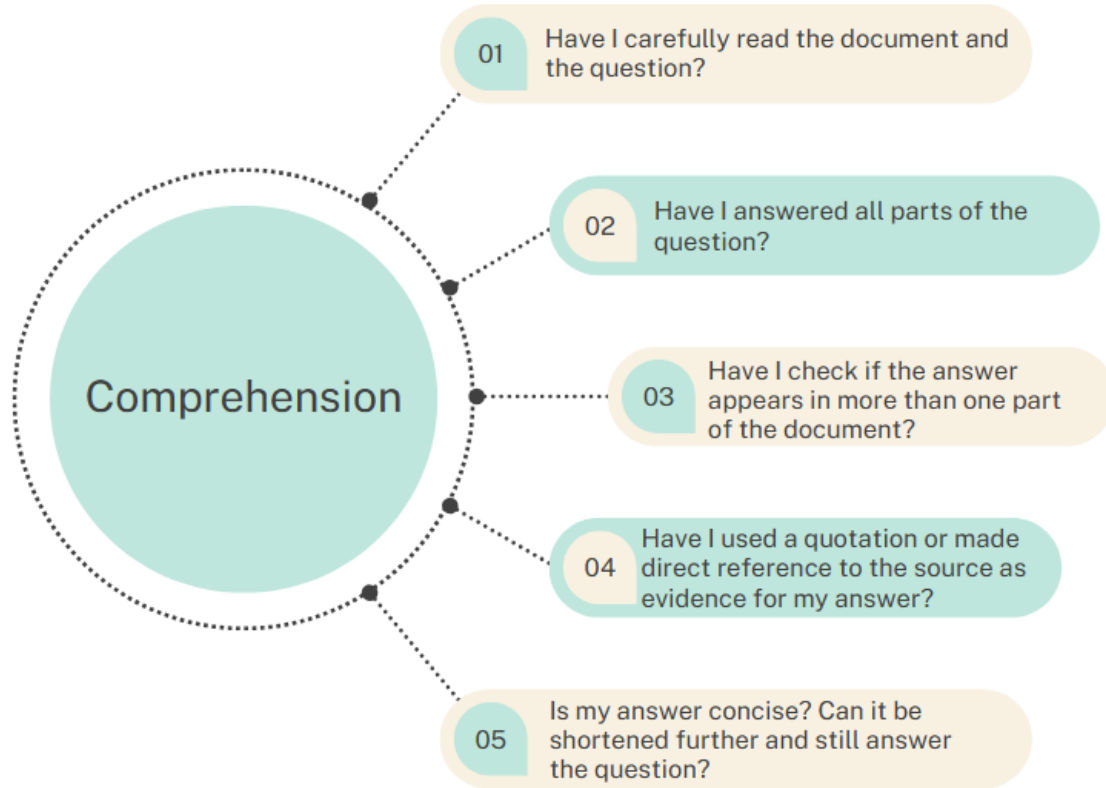 01
Have I carefully read the document and
the question?
02
Have I answered all parts of the
question?
Comprehension
03
Have I check if the answer
appears in more than one part
of the document?
04
Have I used a quotation or made
direct reference to the source as
evidence for my answer?
05
Is my answer concise? Can it be
shortened further and still answer
the question?